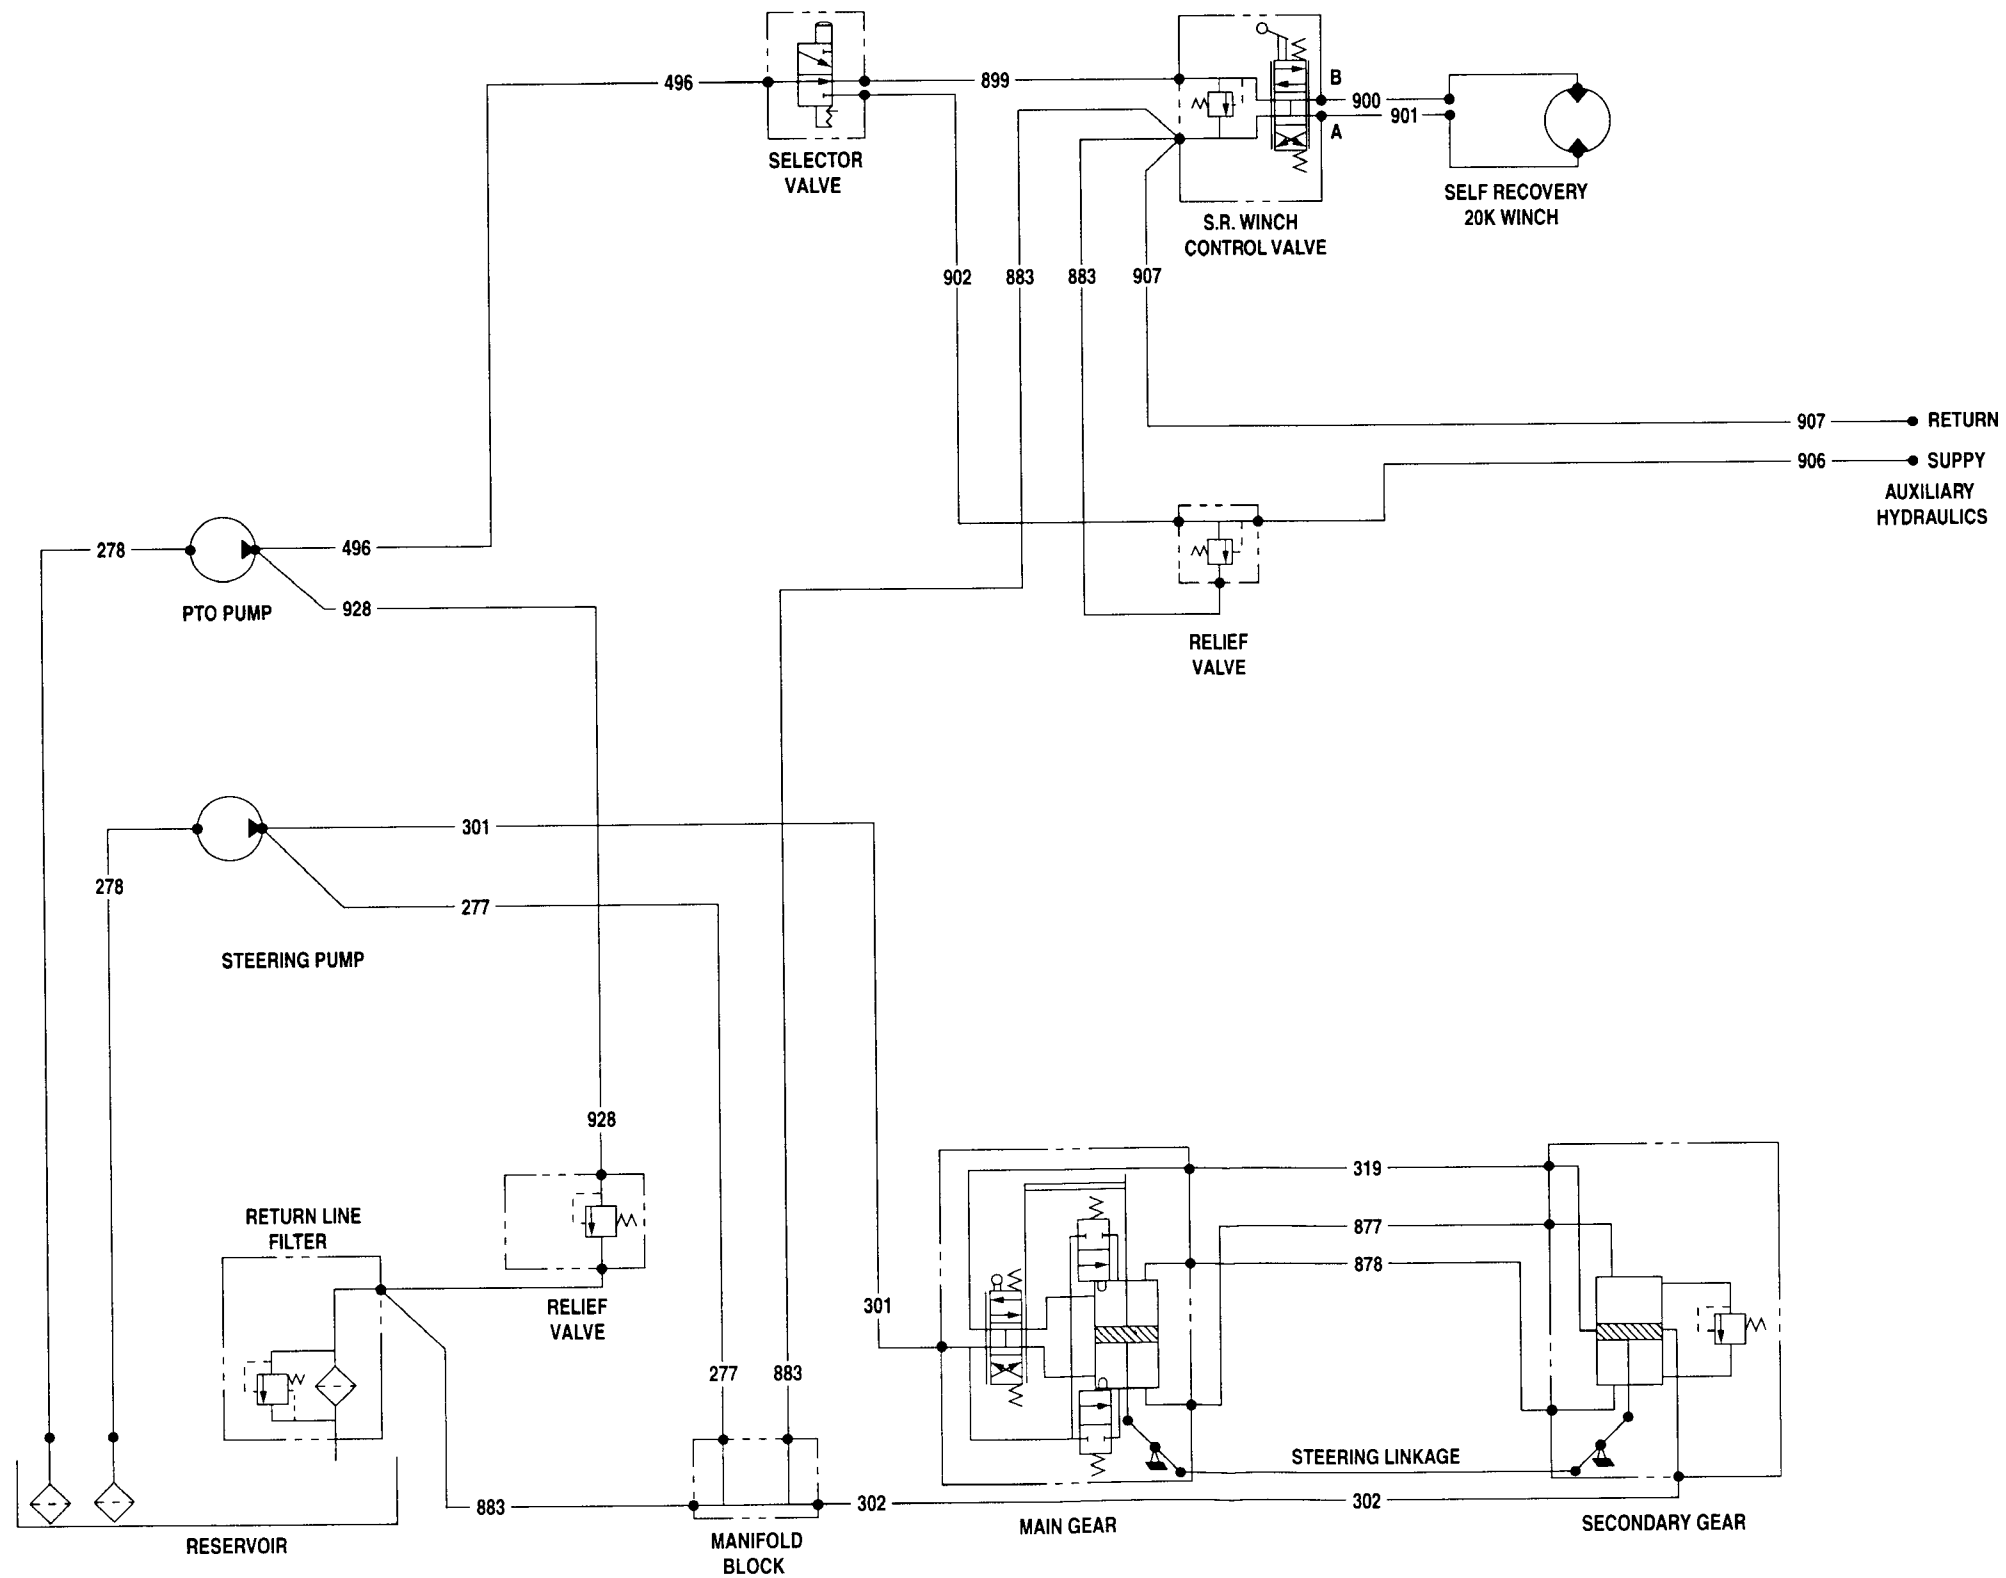 496
899
B
900
901
A
SELECTOR
VALVE
SELF RECOVERY
20K WINCH
S.R. WINCH
CONTROL VALVE
902
883
883
907
907
RETURN
906
SUPPY
AUXILIARY
HYDRAULICS
278
496
PTO PUMP
928
RELIEF
VALVE
301
278
277
STEERING PUMP
928
319
877
878
RETURN LINE
FILTER
RELIEF
VALVE
301
277
883
STEERING LINKAGE
883
302
302
RESERVOIR
MANIFOLD
BLOCK
MAIN GEAR
SECONDARY GEAR